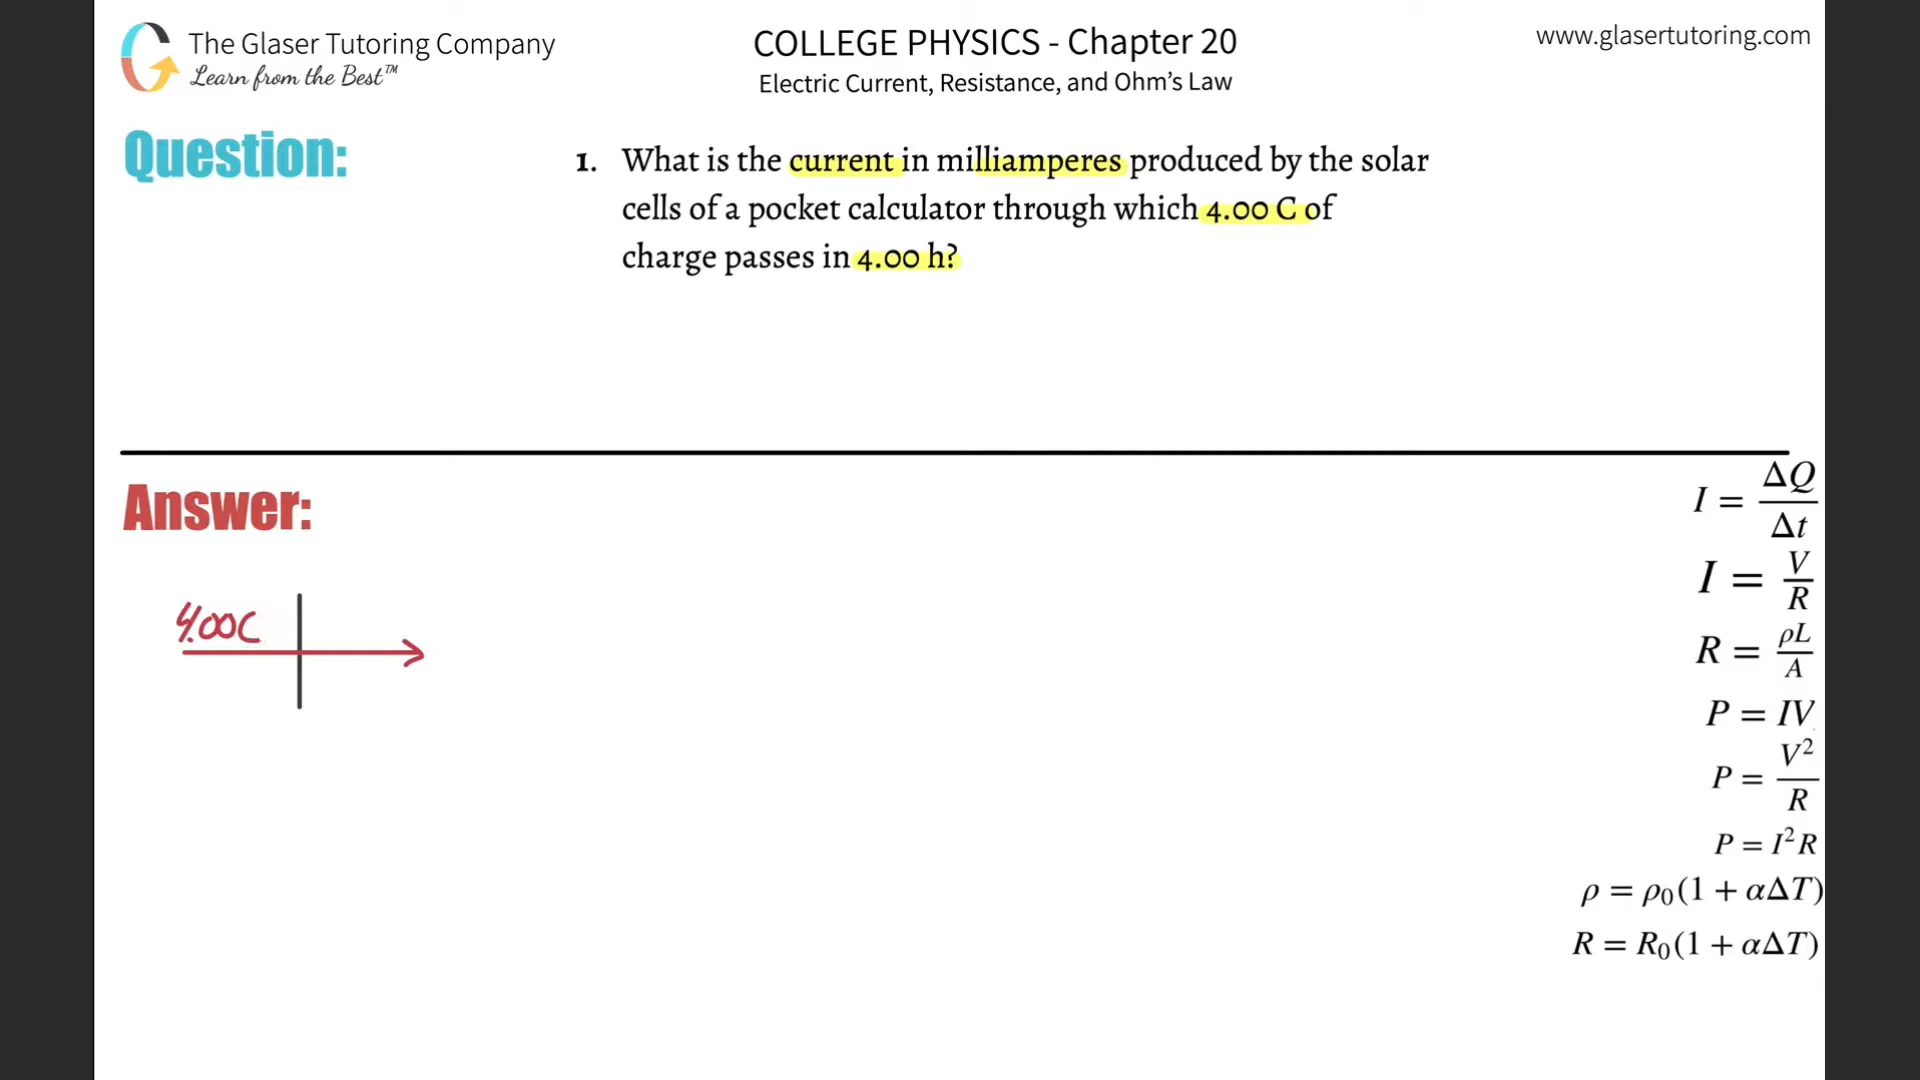 The Glaser Tutoring Company
Learn from the Best™
COLLEGE PHYSICS - Chapter 20
Electric Current, Resistance, and Ohm's Law
www.glasertutoring.com
Question:
1. What is the current in milliamperes produced by the solar
cells of a pocket calculator through which 4.00 C of
charge passes in 4.00 h?
Answer:
4.00C
I = ΔQ/Δt
I = V/R
R = ρL/A
P = IV
P = V²/R
P = I²R
ρ = ρ₀(1 + αΔT)
R = R₀(1 + αΔT)